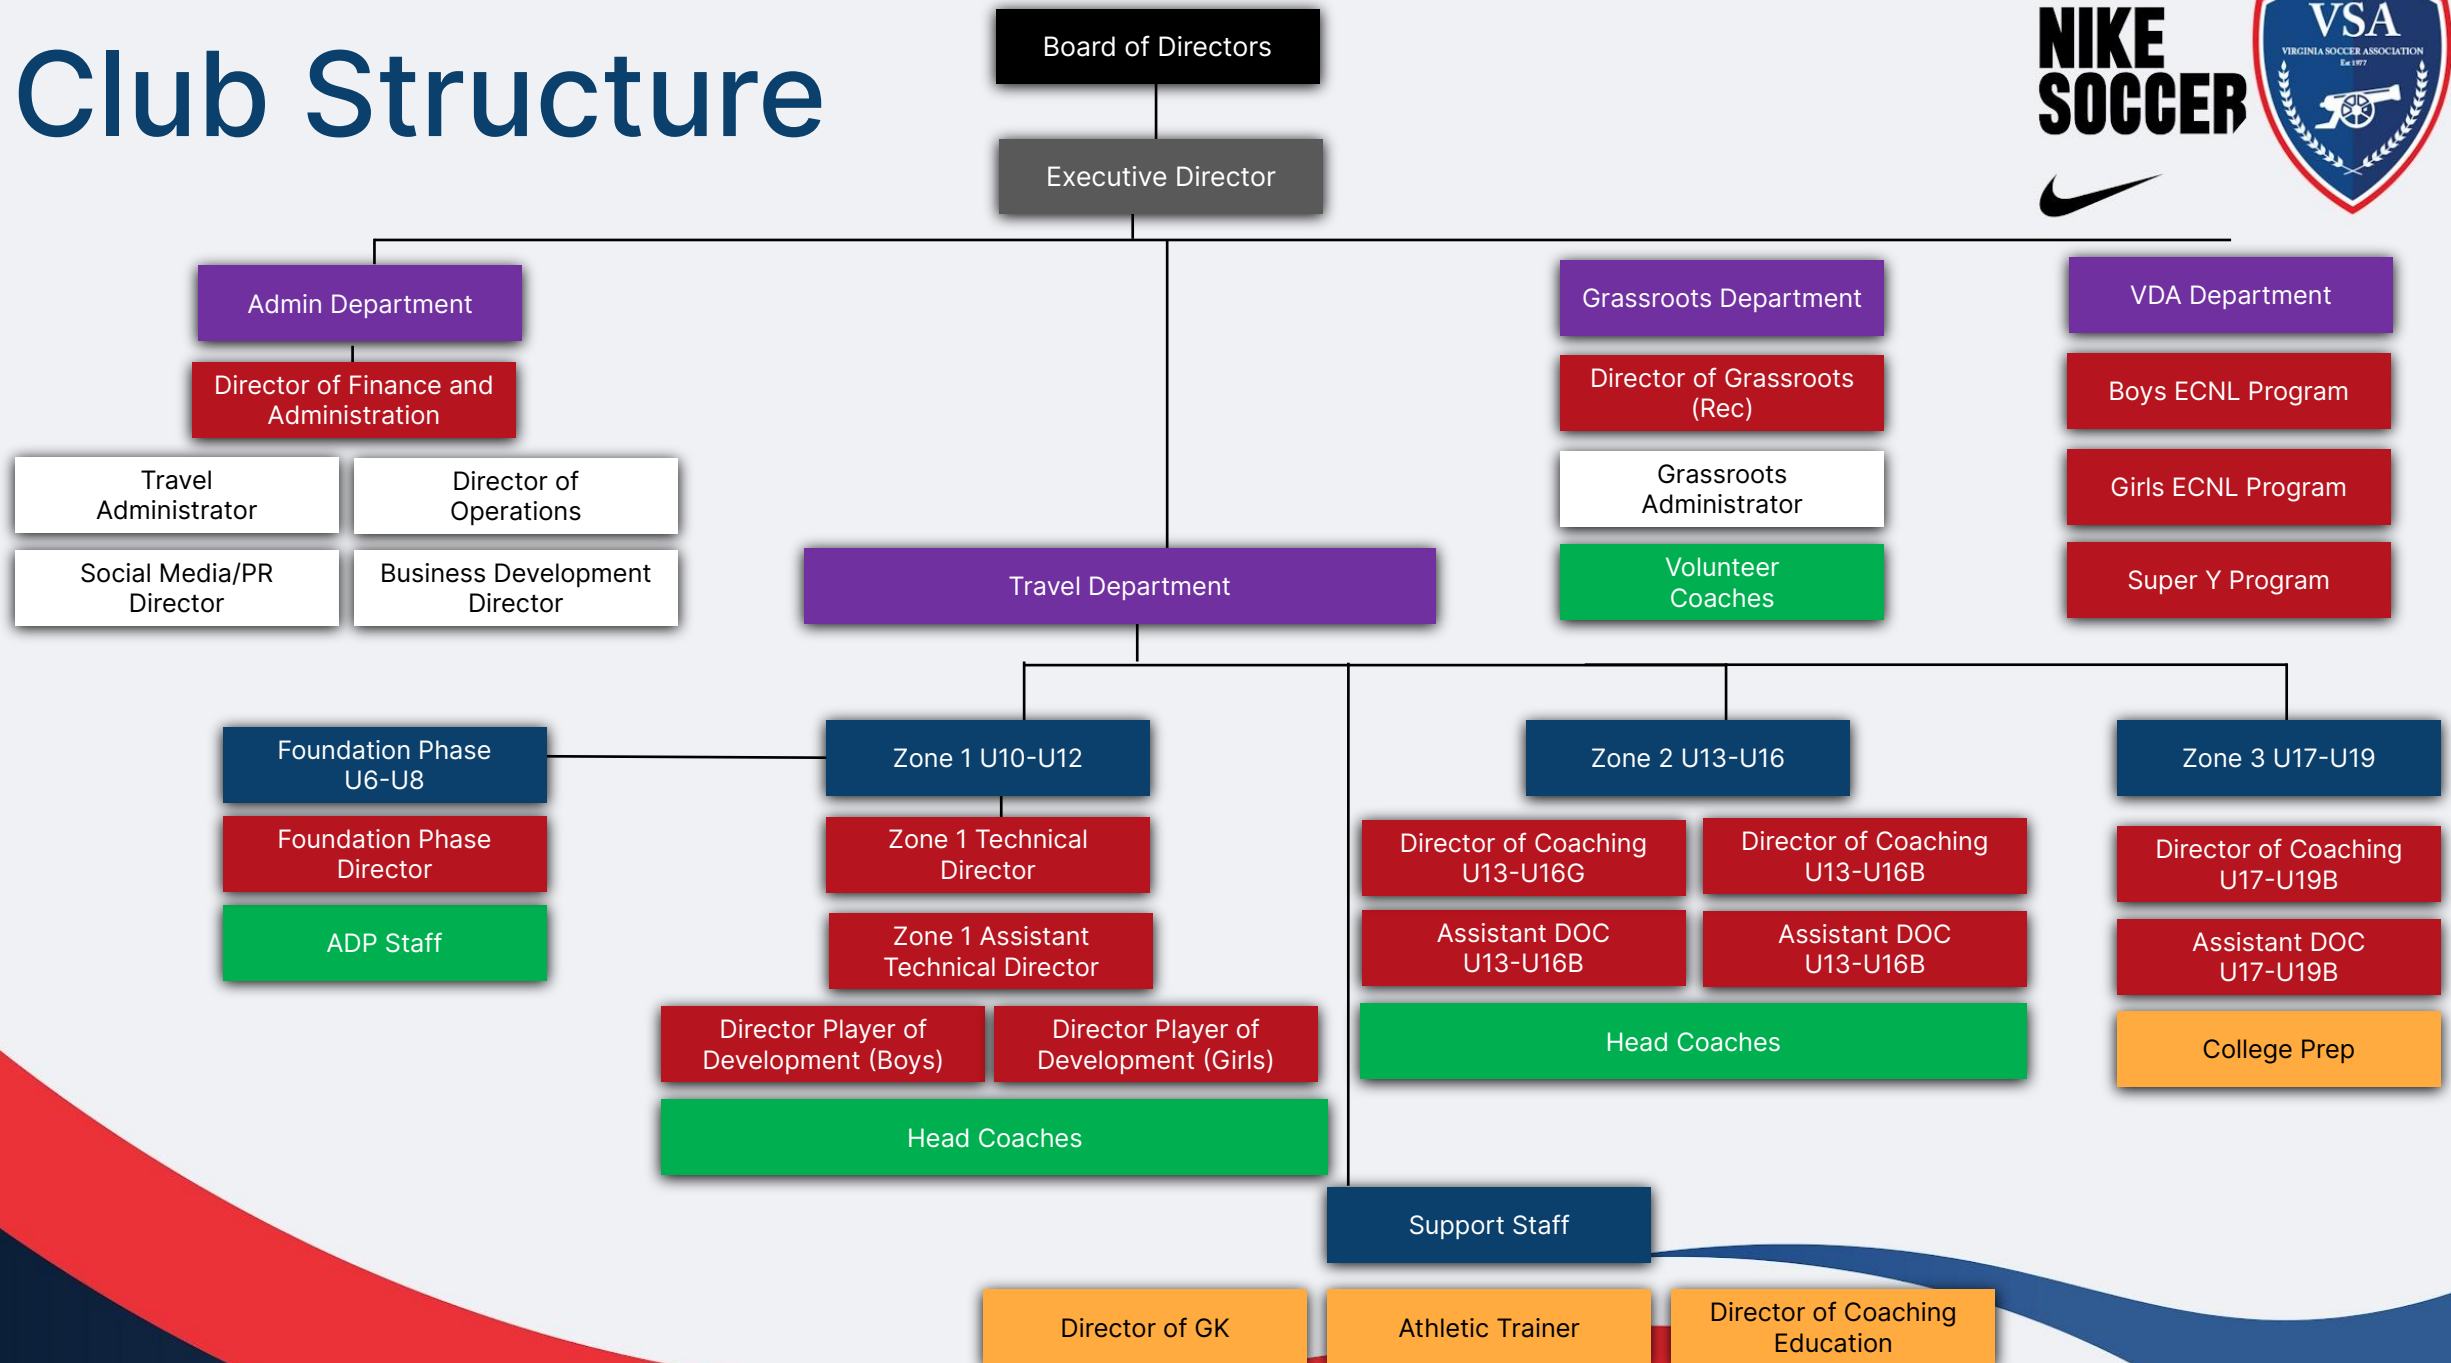 Club Structure
Board of Directors
Executive Director
NIKE
SOCCER
VSA
VIRGINIA SOCCER ASSOCIATION
Est 1977
Admin Department
Director of Finance and
Administration
Travel
Administrator
Director of
Operations
Social Media/PR
Director
Business Development
Director
Travel Department
Grassroots Department
Director of Grassroots
(Rec)
Grassroots
Administrator
Volunteer
Coaches
VDA Department
Boys ECNL Program
Girls ECNL Program
Super Y Program
Foundation Phase
U6-U8
Foundation Phase
Director
ADP Staff
Zone 1 U10-U12
Zone 1 Technical
Director
Zone 1 Assistant
Technical Director
Director Player of
Development (Boys)
Director Player of
Development (Girls)
Head Coaches
Zone 2 U13-U16
Director of Coaching
U13-U16G
Director of Coaching
U13-U16B
Assistant DOC
U13-U16B
Assistant DOC
U13-U16B
Head Coaches
Zone 3 U17-U19
Director of Coaching
U17-U19B
Assistant DOC
U17-U19B
College Prep
Support Staff
Director of GK
Athletic Trainer
Director of Coaching
Education